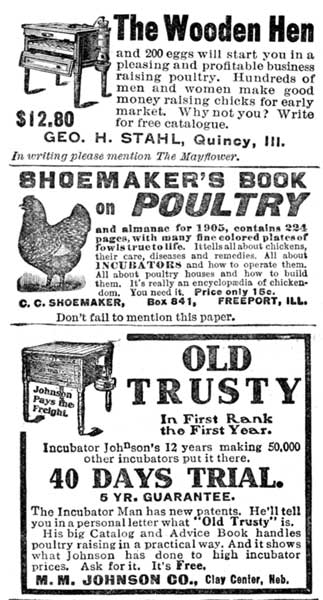 The Wooden Hen
and 200 eggs will start you in a
pleasing and profitable business
raising poultry. Hundreds of
men and women make good
money raising chicks for early
market. Why not you? Write
for free catalogue.
$12.80
GEO. H. STAHL, Quincy, Ill.
In writing please mention The Mayflower.
SHOEMAKER'S BOOK
on POULTRY
and almanac for 1905, contains 224
pages, with many fine colored plates of
fowls true to life. It tells all about chickens,
their care, diseases and remedies. All about
INCUBATORS and how to operate them.
All about poultry houses and how to build
them. It's really an encyclopædia of chicken-
dom. You need it. Price only 15c.
C. C. SHOEMAKER, Box 841, FREEPORT, ILL.
Don't fail to mention this paper.
Johnson
Pays the
Freight.
OLD
TRUSTY
In First Rank
the First Year.
Incubator Johnson's 12 years making 50,000
other incubators put it there.
40 DAYS TRIAL.
5 YR. GUARANTEE.
The Incubator Man has new patents. He'll tell
you in a personal letter what "Old Trusty" is.
His big Catalog and Advice Book handles
poultry raising in a practical way. And it shows
what Johnson has done to high incubator
prices. Ask for it. It's Free.
M. M. JOHNSON CO., Clay Center, Neb.